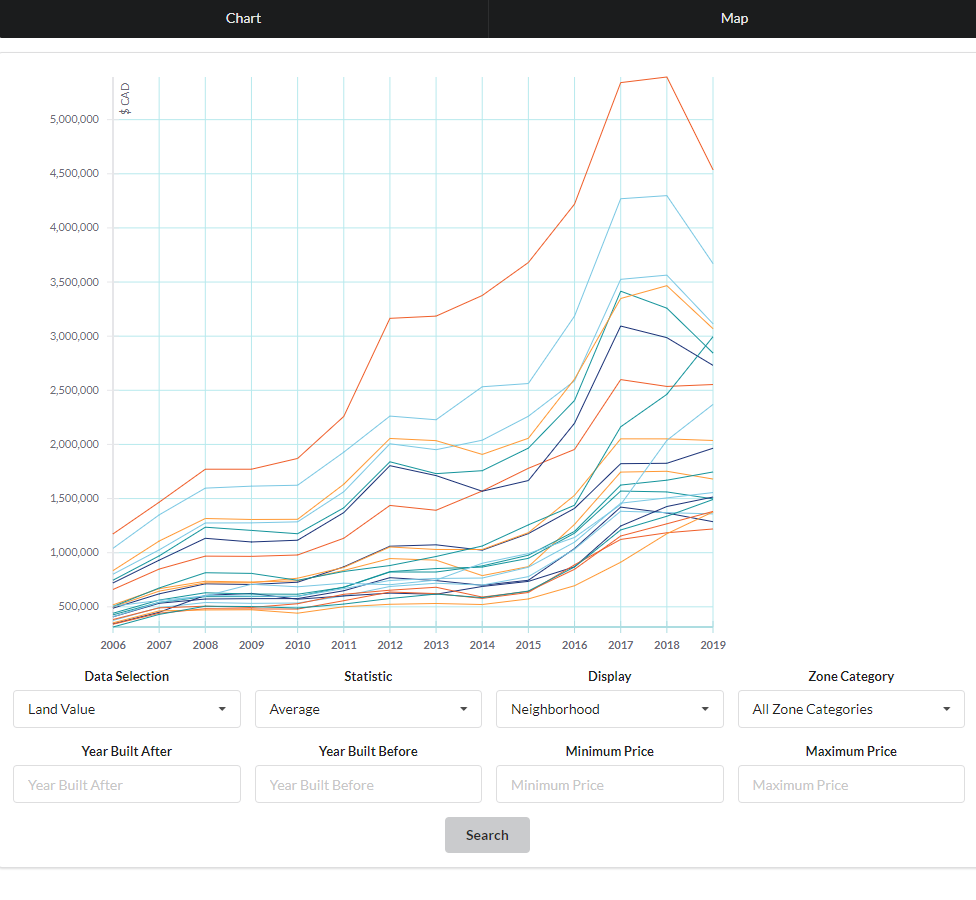 Chart Map
$ CAD
5,000,000
4,500,000
4,000,000
3,500,000
3,000,000
2,500,000
2,000,000
1,500,000
1,000,000
500,000
2006 2007 2008 2009 2010 2011 2012 2013 2014 2015 2016 2017 2018 2019
Data Selection Statistic Display Zone Category
Land Value Average Neighborhood All Zone Categories
Year Built After Year Built Before Minimum Price Maximum Price
Year Built After Year Built Before Minimum Price Maximum Price
Search